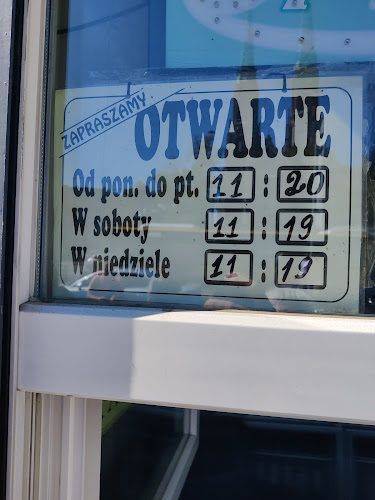 ZAPRASZAMY
OTWARTE
Od pon. do pt. 11 : 20
W soboty 11 : 19
W niedziele 11 : 19